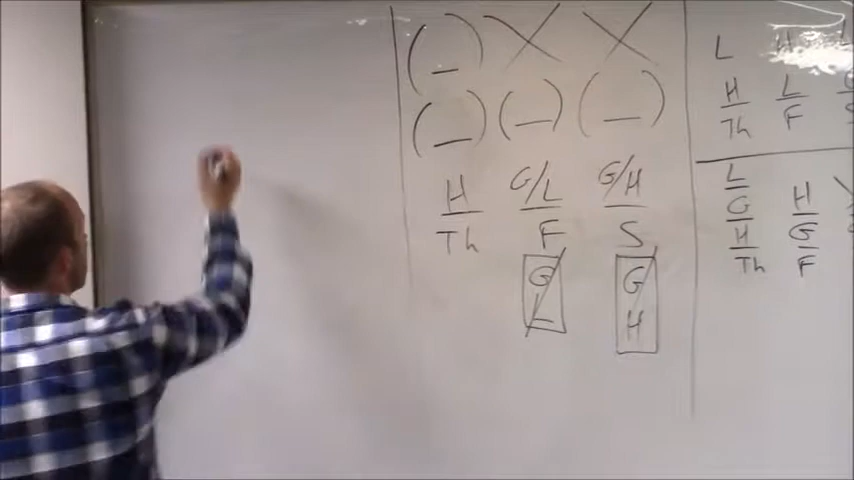 (_) X X
(_) (_) (_)
H G/L G/H
Th F S
G/L G/H
L H L
H L G
Th F S
L
G H
H G
Th F